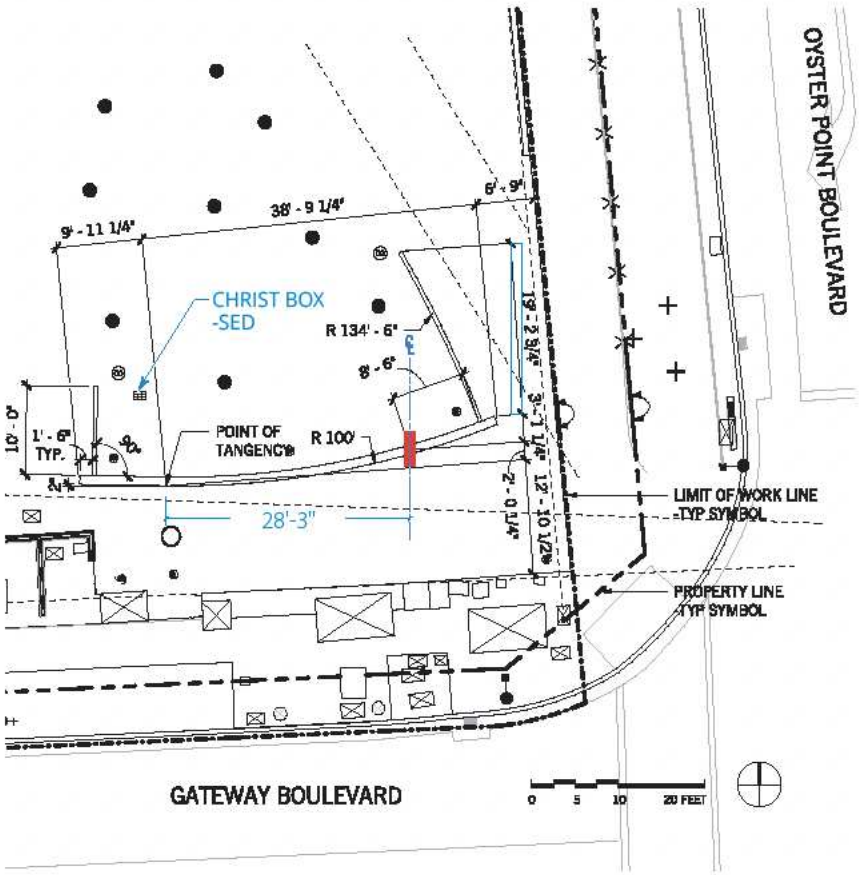 OYSTER POINT BOULEVARD
6' - 9"
38' - 9 1/4"
9' - 11 1/4"
CHRIST BOX
-SED
R 134' - 6"
19' - 2 3/4"
8' - 6"
10' - 0"
1' - 6"
TYP.
90°
POINT OF
TANGENCY
R 100'
3' - 1 1/4"
2' - 0 1/4"
12' - 10 1/2"
28'-3"
LIMIT OF WORK LINE
-TYP SYMBOL
PROPERTY LINE
-TYP SYMBOL
GATEWAY BOULEVARD
0 5 10 20 FEET